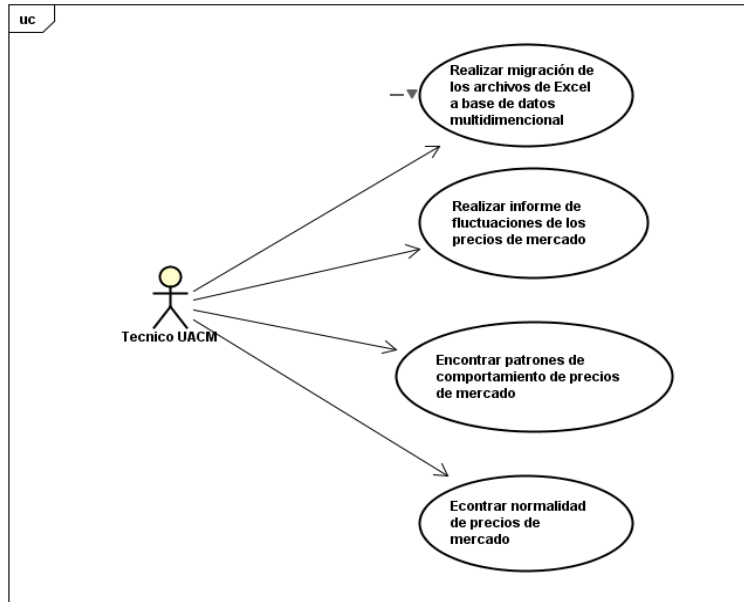 uc
Realizar migración de
los archivos de Excel
a base de datos
multidimencional
Realizar informe de
fluctuaciones de los
precios de mercado
Tecnico UACM
Encontrar patrones de
comportamiento de precios
de mercado
Econtrar normalidad
de precios de
mercado